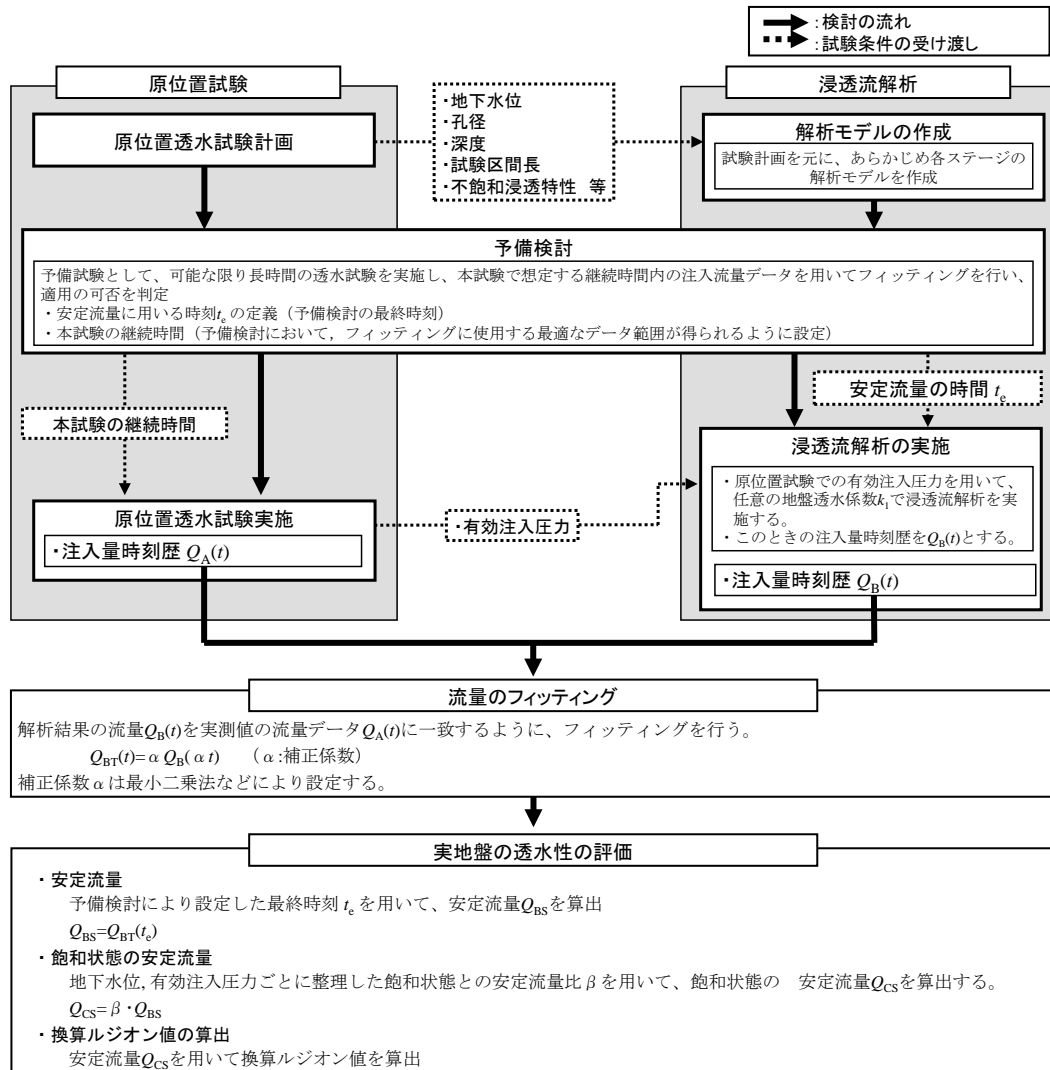 ：検討の流れ
：試験条件の受け渡し
原位置試験
浸透流解析
原位置透水試験計画
・地下水位
・孔径
・深度
・試験区間長
・不飽和浸透特性 等
解析モデルの作成
試験計画を元に、あらかじめ各ステージの
解析モデルを作成
予備検討
予備試験として、可能な限り長時間の透水試験を実施し、本試験で想定する継続時間内の注入流量データを用いてフィッティングを行い、
適用の可否を判定
・安定流量に用いる時刻te の定義（予備検討の最終時刻）
・本試験の継続時間（予備検討において，フィッティングに使用する最適なデータ範囲が得られるように設定）
本試験の継続時間
安定流量の時間 te
原位置透水試験実施
・注入量時刻歴 QA(t)
・有効注入圧力
浸透流解析の実施
・原位置試験での有効注入圧力を用いて、
任意の地盤透水係数k1で浸透流解析を実
施する。
・このときの注入量時刻歴をQB(t)とする。
・注入量時刻歴 QB(t)
流量のフィッティング
解析結果の流量QB(t)を実測値の流量データQA(t)に一致するように、フィッティングを行う。
QBT(t)=α QB(α t) （α:補正係数）
補正係数αは最小二乗法などにより設定する。
実地盤の透水性の評価
・安定流量
予備検討により設定した最終時刻 te を用いて、安定流量QBSを算出
QBS=QBT(te)
・飽和状態の安定流量
地下水位,有効注入圧力ごとに整理した飽和状態との安定流量比βを用いて、飽和状態の 安定流量QCSを算出する。
QCS=β・QBS
・換算ルジオン値の算出
安定流量QCSを用いて換算ルジオン値を算出